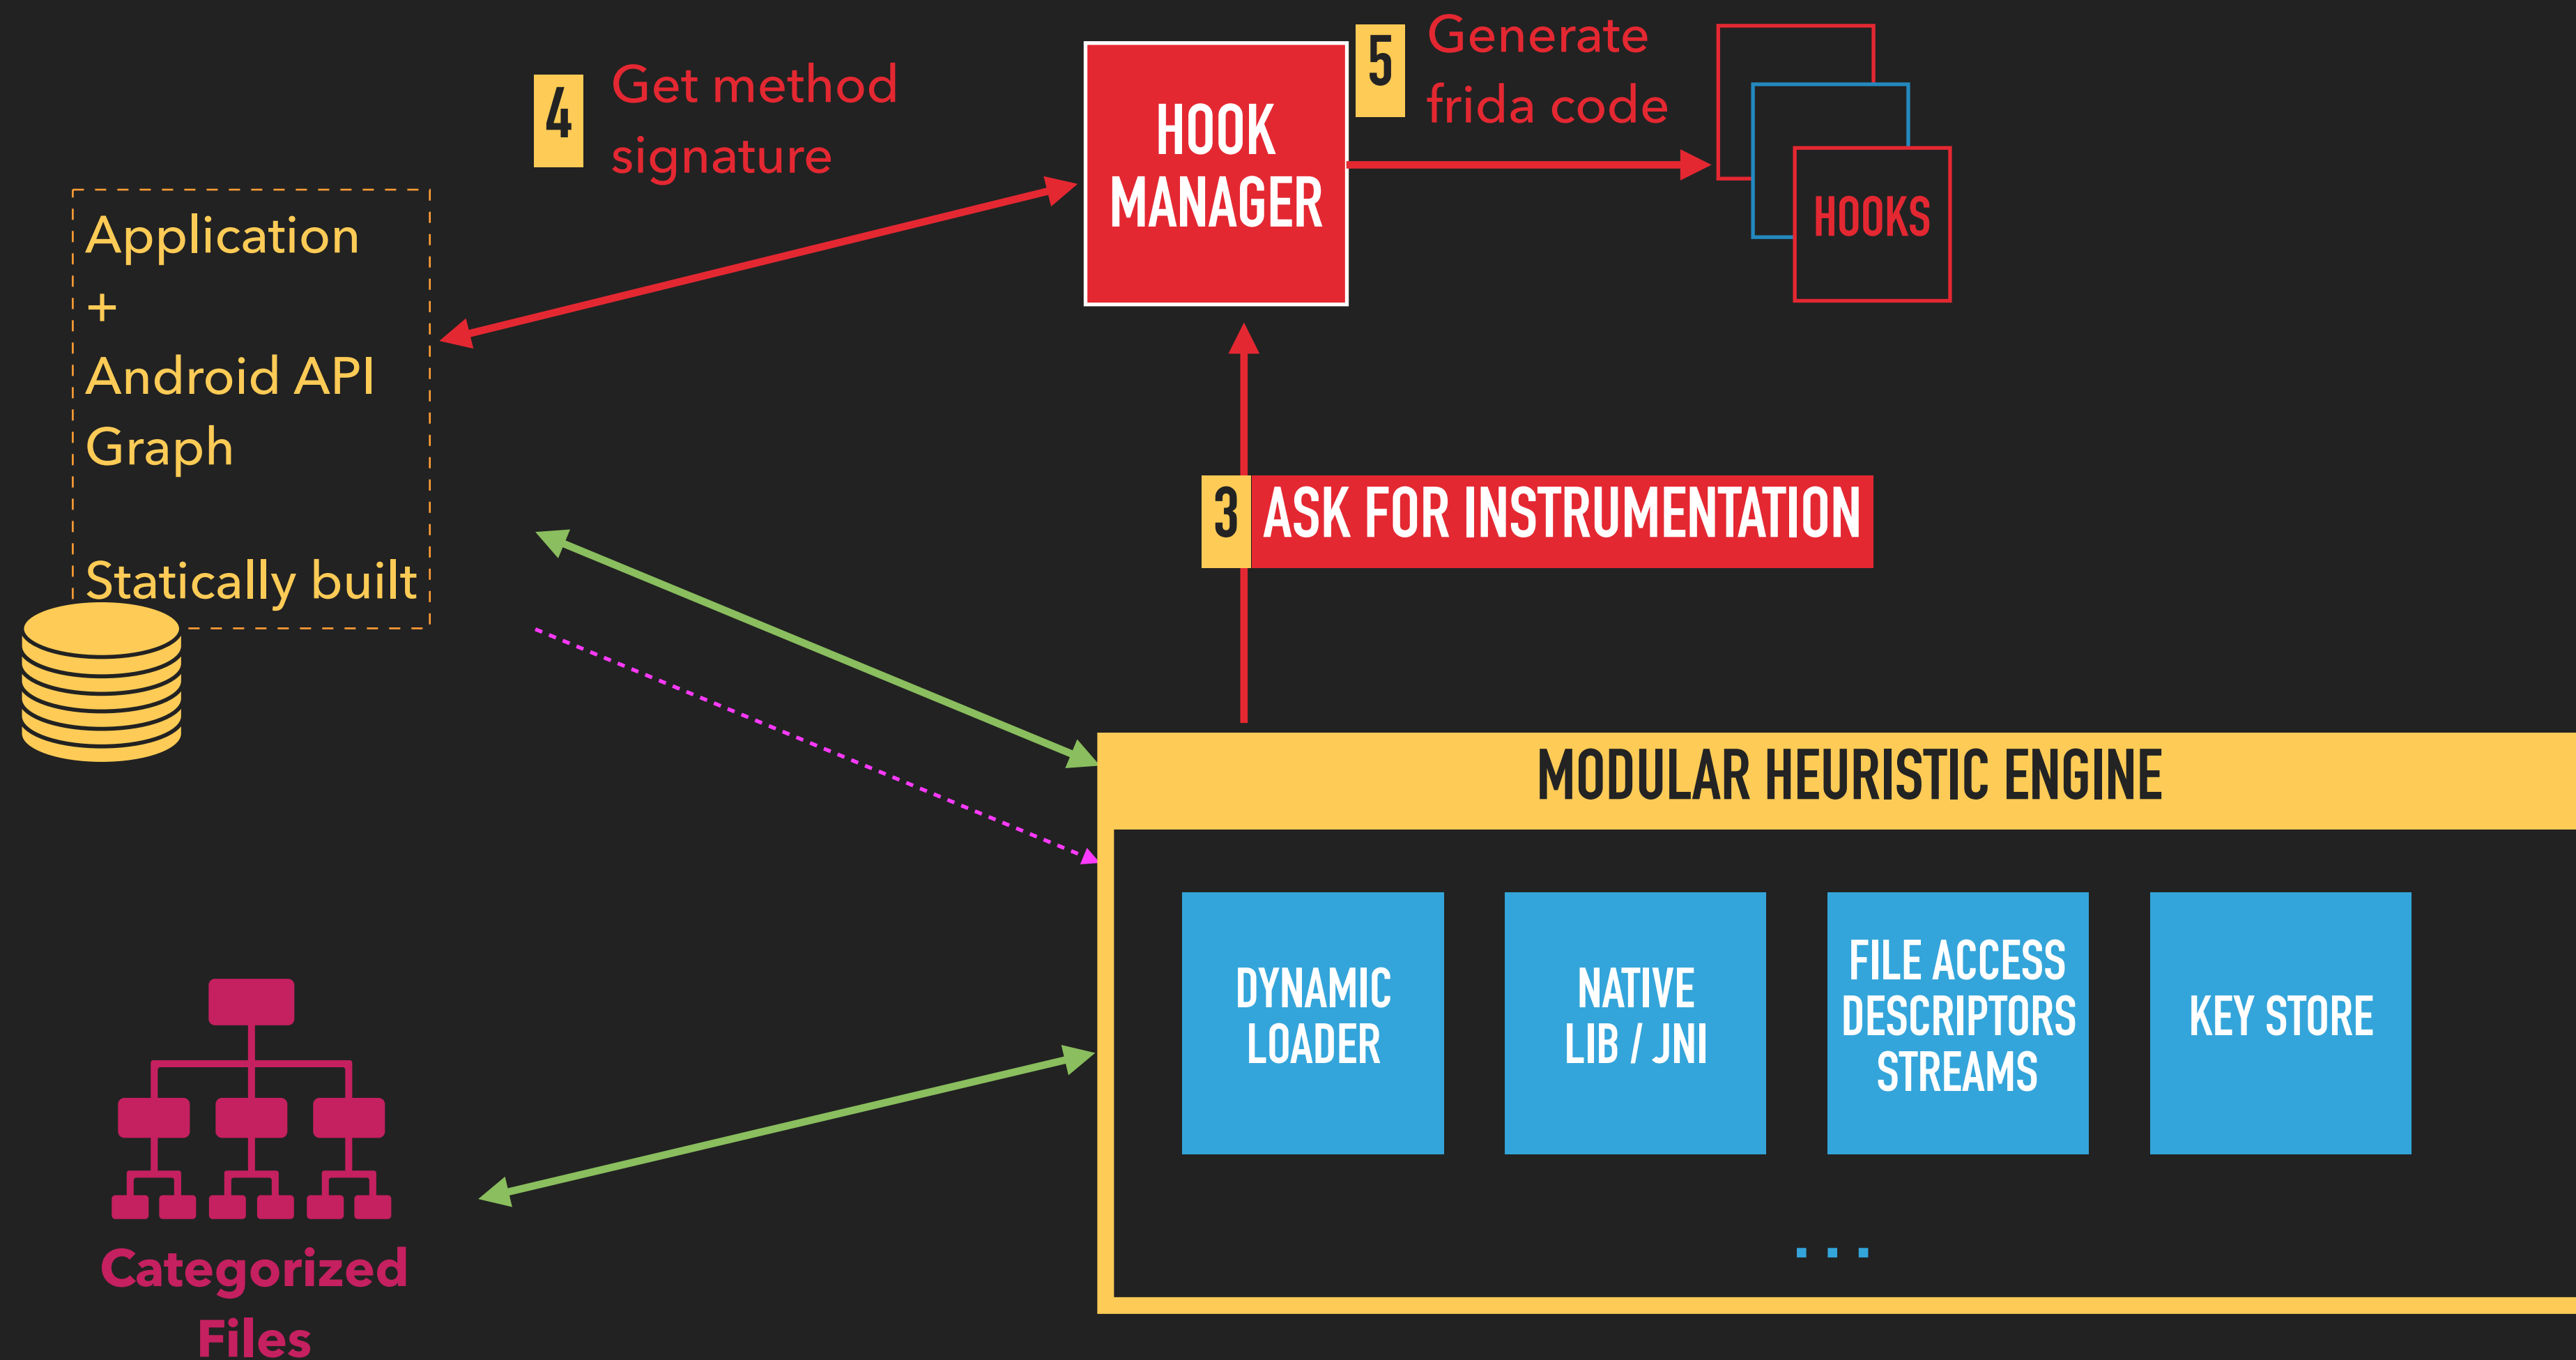 4
Get method
signature
HOOK
MANAGER
5
Generate
frida code
HOOKS
Application
+
Android API
Graph
Statically built
3
ASK FOR INSTRUMENTATION
MODULAR HEURISTIC ENGINE
DYNAMIC
LOADER
NATIVE
LIB / JNI
FILE ACCESS
DESCRIPTORS
STREAMS
KEY STORE
...
Categorized
Files